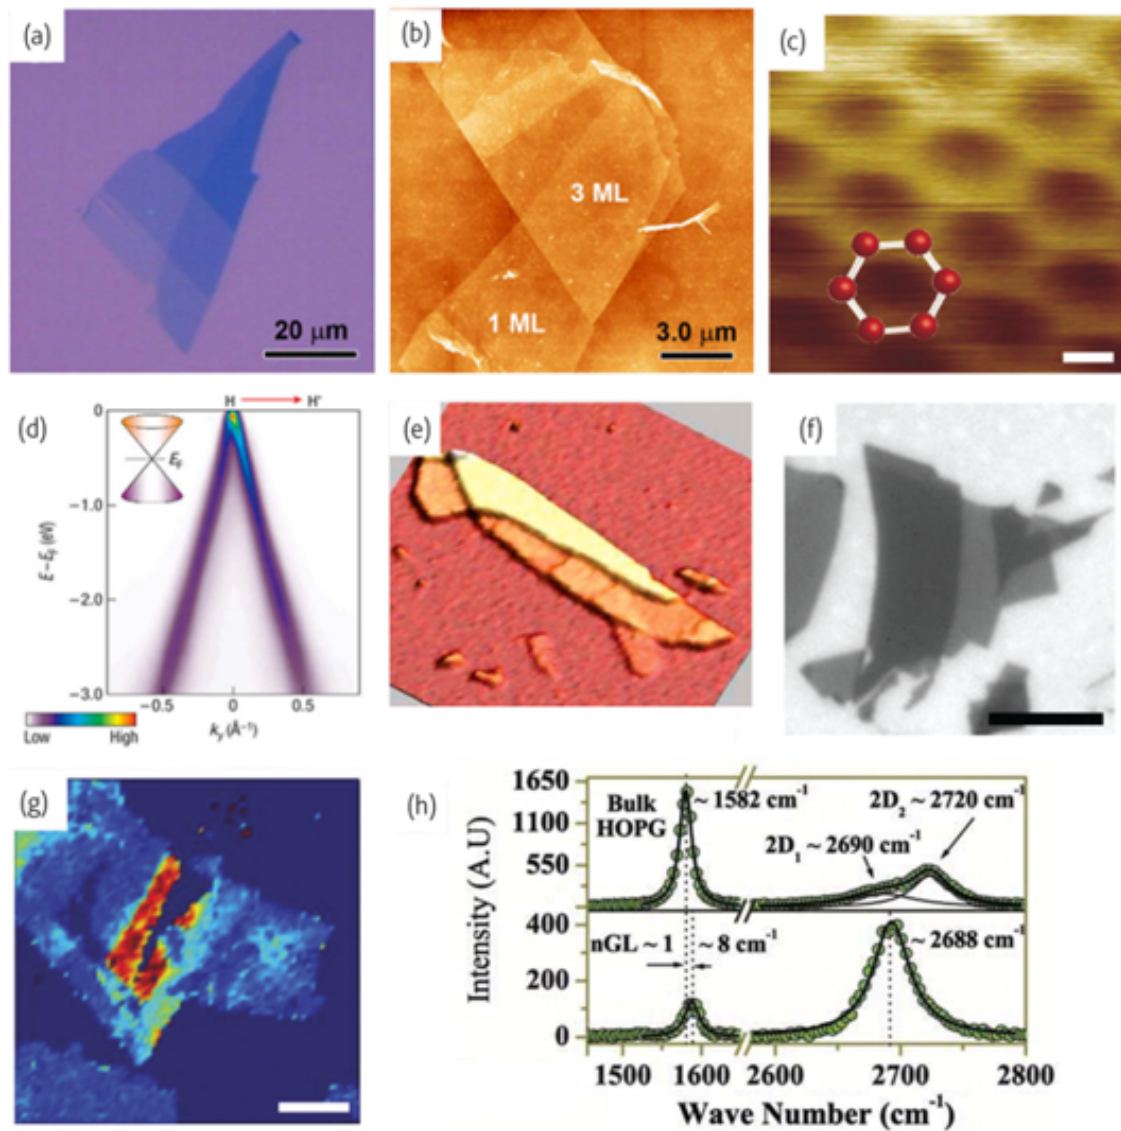 (a)
20 μm
(b)
3 ML
1 ML
3.0 μm
(c)
(d)
H H'
E_F
0
−1.0
−2.0
−3.0
E − E_F (eV)
−0.5 0 0.5
k_y (Å⁻¹)
Low High
(e)
(f)
(g)
(h)
1650
1100
550
400
200
0
Intensity (A.U)
Bulk
HOPG
~ 1582 cm⁻¹
2D₂ ~ 2720 cm⁻¹
2D₁ ~ 2690 cm⁻¹
nGL ~ 1
~ 8 cm⁻¹
~ 2688 cm⁻¹
1500 1600 2600 2700 2800
Wave Number (cm⁻¹)